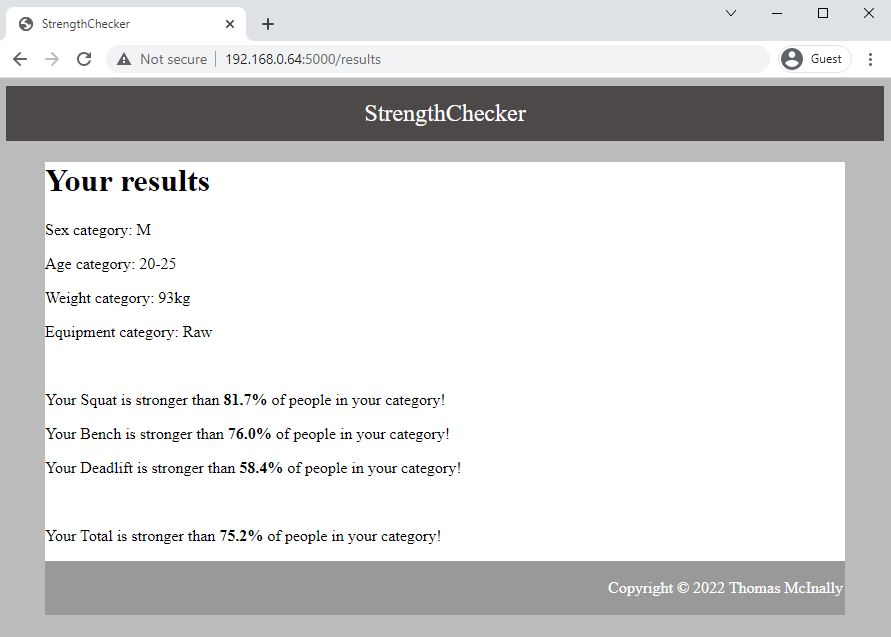 StrengthChecker
Not secure 192.168.0.64:5000/results
Guest
StrengthChecker
Your results
Sex category: M
Age category: 20-25
Weight category: 93kg
Equipment category: Raw
Your Squat is stronger than 81.7% of people in your category!
Your Bench is stronger than 76.0% of people in your category!
Your Deadlift is stronger than 58.4% of people in your category!
Your Total is stronger than 75.2% of people in your category!
Copyright © 2022 Thomas McInally